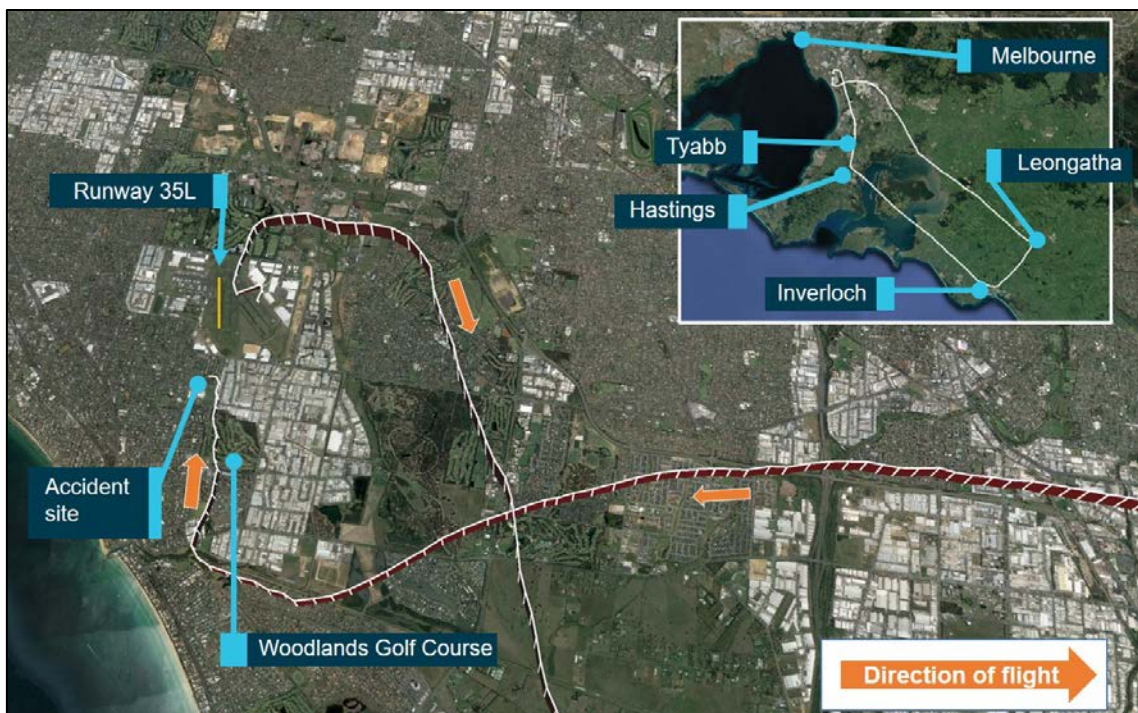 Melbourne
Tyabb
Leongatha
Hastings
Inverloch
Runway 35L
Accident
site
Woodlands Golf Course
Direction of flight